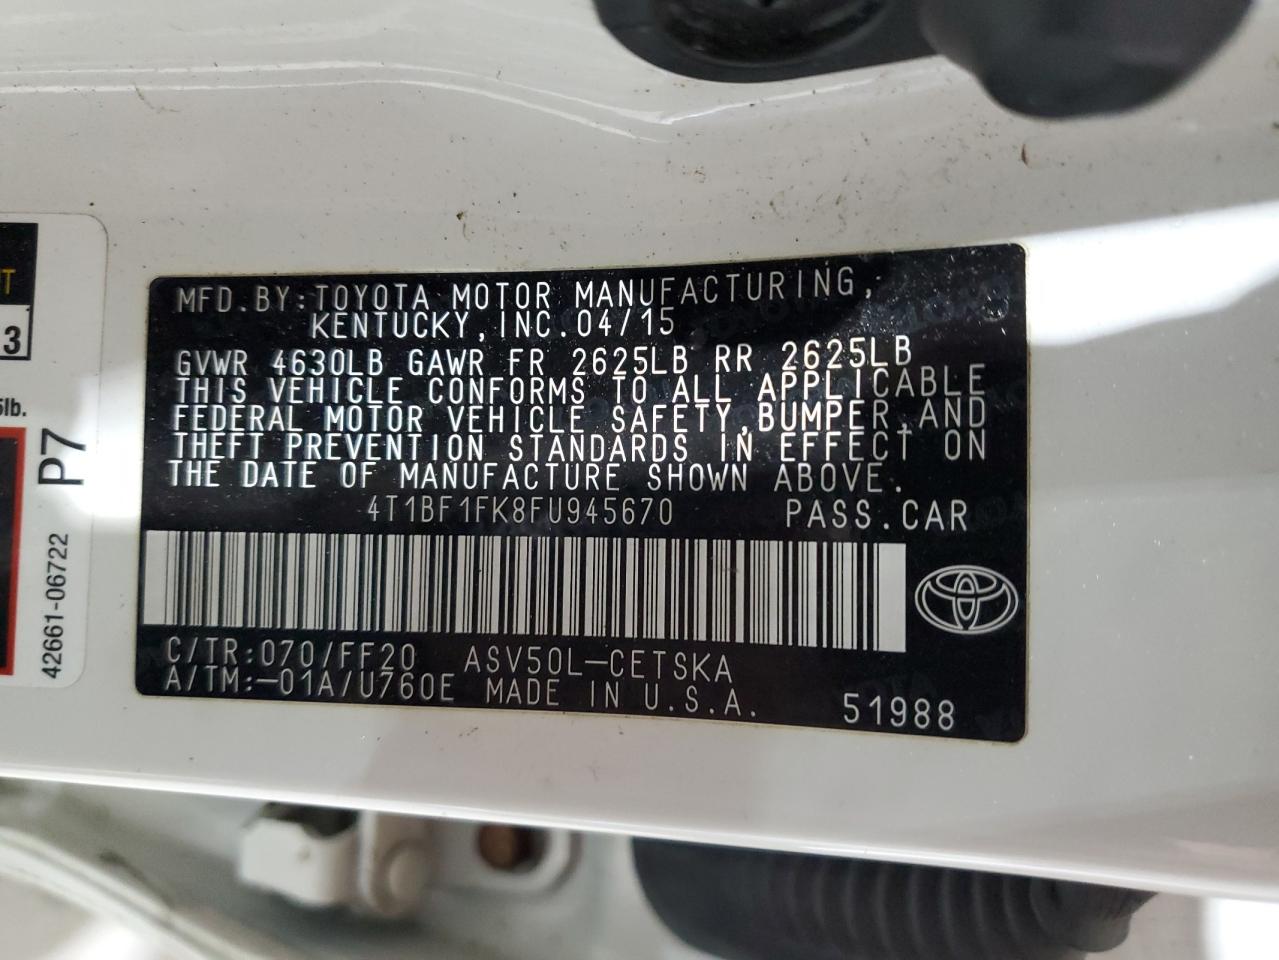 MFD.BY:TOYOTA MOTOR MANUFACTURING,
KENTUCKY,INC.04/15
GVWR 4630LB GAWR FR 2625LB RR 2625LB
THIS VEHICLE CONFORMS TO ALL APPLICABLE
FEDERAL MOTOR VEHICLE SAFETY,BUMPER,AND
THEFT PREVENTION STANDARDS IN EFFECT ON
THE DATE OF MANUFACTURE SHOWN ABOVE.
4T1BF1FK8FU945670 PASS.CAR
C/TR:070/FF20 ASV50L-CETSKA
A/TM:-01A/U760E MADE IN U.S.A. 51988
3
5lb.
P7
42661-06722